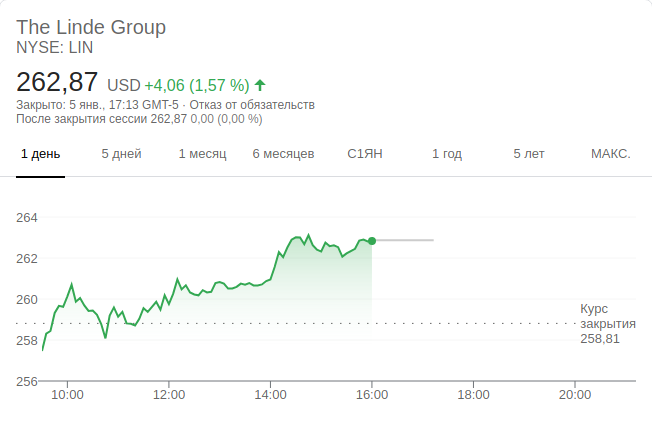 The Linde Group
NYSE: LIN
262,87 USD +4,06 (1,57 %)
Закрыто: 5 янв., 17:13 GMT-5 · Отказ от обязательств
После закрытия сессии 262,87 0,00 (0,00 %)
1 день 5 дней 1 месяц 6 месяцев С1ЯН 1 год 5 лет МАКС.
264
262
260
258
256
Курс
закрытия
258,81
10:00 12:00 14:00 16:00 18:00 20:00